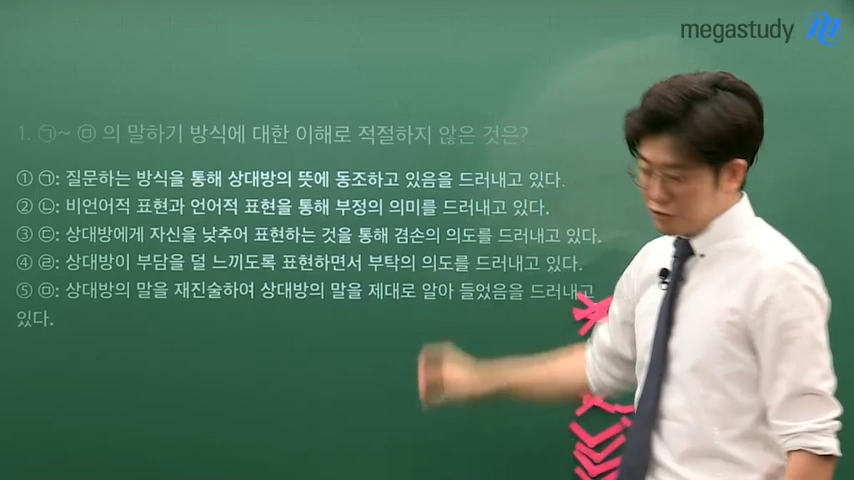 megastudy
1. ㉠~ ㉤ 의 말하기 방식에 대한 이해로 적절하지 않은 것은?
① ㉠: 질문하는 방식을 통해 상대방의 뜻에 동조하고 있음을 드러내고 있다.
② ㉡: 비언어적 표현과 언어적 표현을 통해 부정의 의미를 드러내고 있다.
③ ㉢: 상대방에게 자신을 낮추어 표현하는 것을 통해 겸손의 의도를 드러내고 있다.
④ ㉣: 상대방이 부담을 덜 느끼도록 표현하면서 부탁의 의도를 드러내고 있다.
⑤ ㉤: 상대방의 말을 재진술하여 상대방의 말을 제대로 알아 들었음을 드러내고
있다.